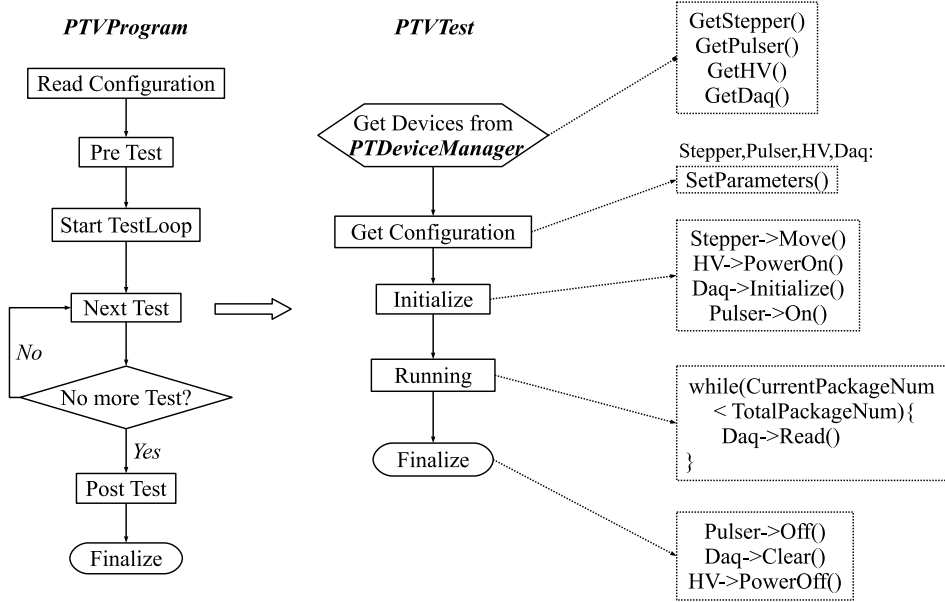 PTVProgram
Read Configuration
Pre Test
Start TestLoop
Next Test
No
No more Test?
Yes
Post Test
Finalize
PTVTest
Get Devices from
PTDeviceManager
Get Configuration
Initialize
Running
Finalize
GetStepper()
GetPulser()
GetHV()
GetDaq()
Stepper,Pulser,HV,Daq:
SetParameters()
Stepper->Move()
HV->PowerOn()
Daq->Initialize()
Pulser->On()
while(CurrentPackageNum
< TotalPackageNum){
Daq->Read()
}
Pulser->Off()
Daq->Clear()
HV->PowerOff()